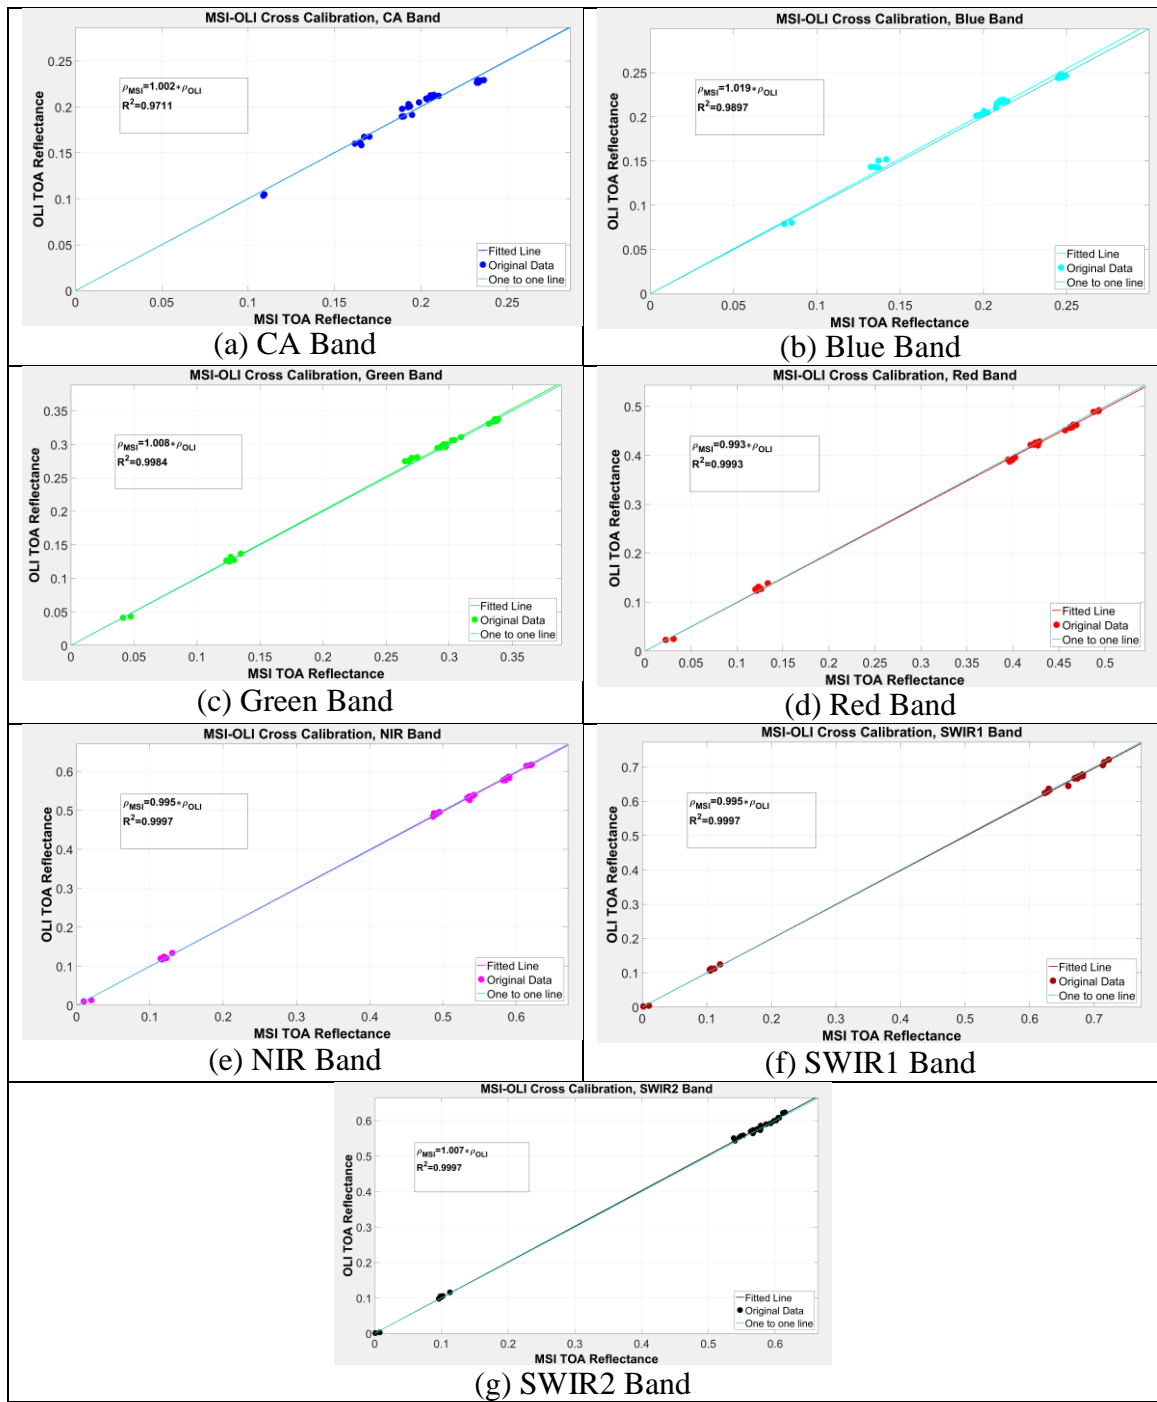 MSI-OLI Cross Calibration, CA Band
ρMSI=1.002*ρOLI
R²=0.9711
OLI TOA Reflectance
0.25
0.2
0.15
0.1
0.05
0
0 0.05 0.1 0.15 0.2 0.25
MSI TOA Reflectance
Fitted Line
Original Data
One to one line
(a) CA Band
MSI-OLI Cross Calibration, Blue Band
ρMSI=1.019*ρOLI
R²=0.9897
OLI TOA Reflectance
0.25
0.2
0.15
0.1
0.05
0
0 0.05 0.1 0.15 0.2 0.25
MSI TOA Reflectance
Fitted Line
Original Data
One to one line
(b) Blue Band
MSI-OLI Cross Calibration, Green Band
ρMSI=1.008*ρOLI
R²=0.9984
OLI TOA Reflectance
0.35
0.3
0.25
0.2
0.15
0.1
0.05
0
0 0.05 0.1 0.15 0.2 0.25 0.3 0.35
MSI TOA Reflectance
Fitted Line
Original Data
One to one line
(c) Green Band
MSI-OLI Cross Calibration, Red Band
ρMSI=0.993*ρOLI
R²=0.9993
OLI TOA Reflectance
0.5
0.4
0.3
0.2
0.1
0
0 0.05 0.1 0.15 0.2 0.25 0.3 0.35 0.4 0.45 0.5
MSI TOA Reflectance
Fitted Line
Original Data
One to one line
(d) Red Band
MSI-OLI Cross Calibration, NIR Band
ρMSI=0.995*ρOLI
R²=0.9997
OLI TOA Reflectance
0.6
0.5
0.4
0.3
0.2
0.1
0
0 0.1 0.2 0.3 0.4 0.5 0.6
MSI TOA Reflectance
Fitted Line
Original Data
One to one line
(e) NIR Band
MSI-OLI Cross Calibration, SWIR1 Band
ρMSI=0.995*ρOLI
R²=0.9997
OLI TOA Reflectance
0.7
0.6
0.5
0.4
0.3
0.2
0.1
0
0 0.1 0.2 0.3 0.4 0.5 0.6 0.7
MSI TOA Reflectance
Fitted Line
Original Data
One to one line
(f) SWIR1 Band
MSI-OLI Cross Calibration, SWIR2 Band
ρMSI=1.007*ρOLI
R²=0.9997
OLI TOA Reflectance
0.6
0.5
0.4
0.3
0.2
0.1
0
0 0.1 0.2 0.3 0.4 0.5 0.6
MSI TOA Reflectance
Fitted Line
Original Data
One to one line
(g) SWIR2 Band